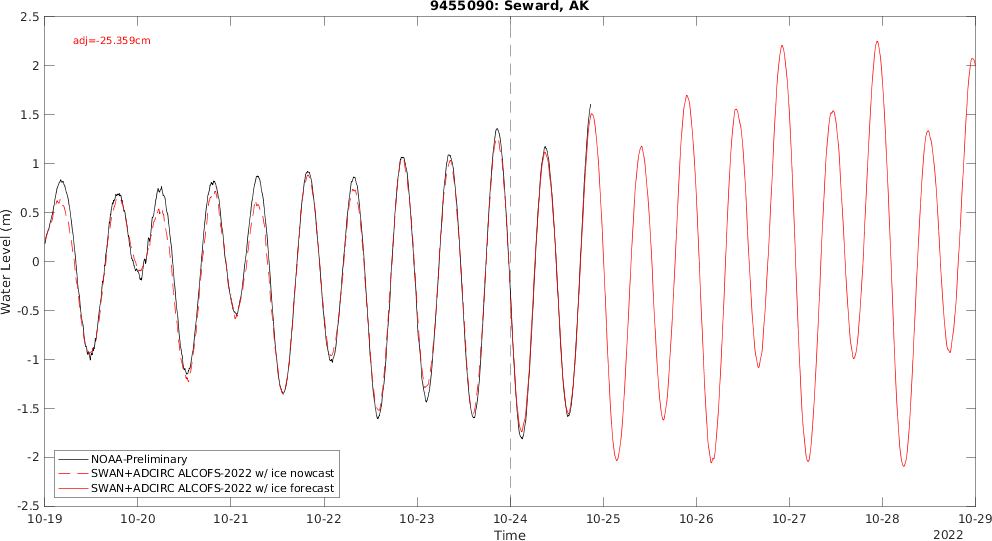 9455090: Seward, AK
adj=-25.359cm
2.5
2
1.5
1
0.5
0
-0.5
-1
-1.5
-2
-2.5
Water Level (m)
NOAA-Preliminary
SWAN+ADCIRC ALCOFS-2022 w/ ice nowcast
SWAN+ADCIRC ALCOFS-2022 w/ ice forecast
10-19 10-20 10-21 10-22 10-23 10-24 10-25 10-26 10-27 10-28 10-29
Time
2022